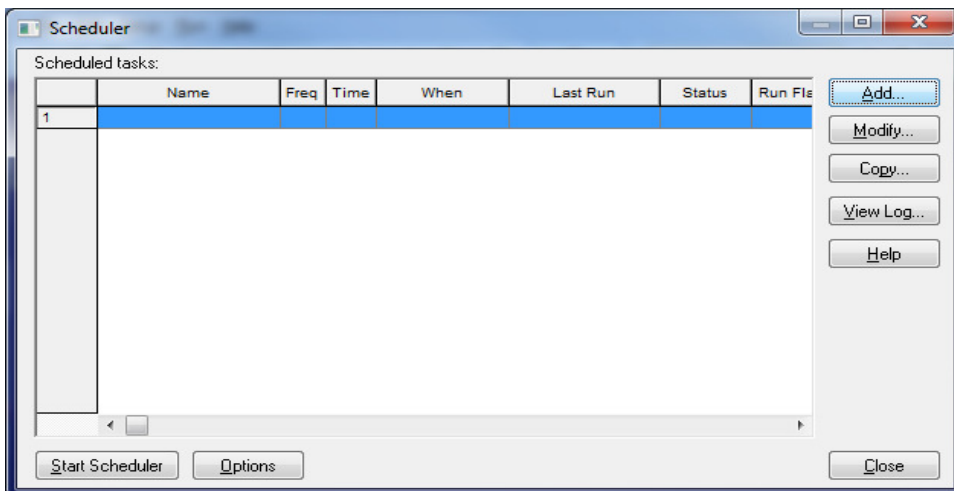 Scheduler
Scheduled tasks:
Name Freq Time When Last Run Status Run Fla
1
Add...
Modify...
Copy...
View Log...
Help
Start Scheduler Options Close